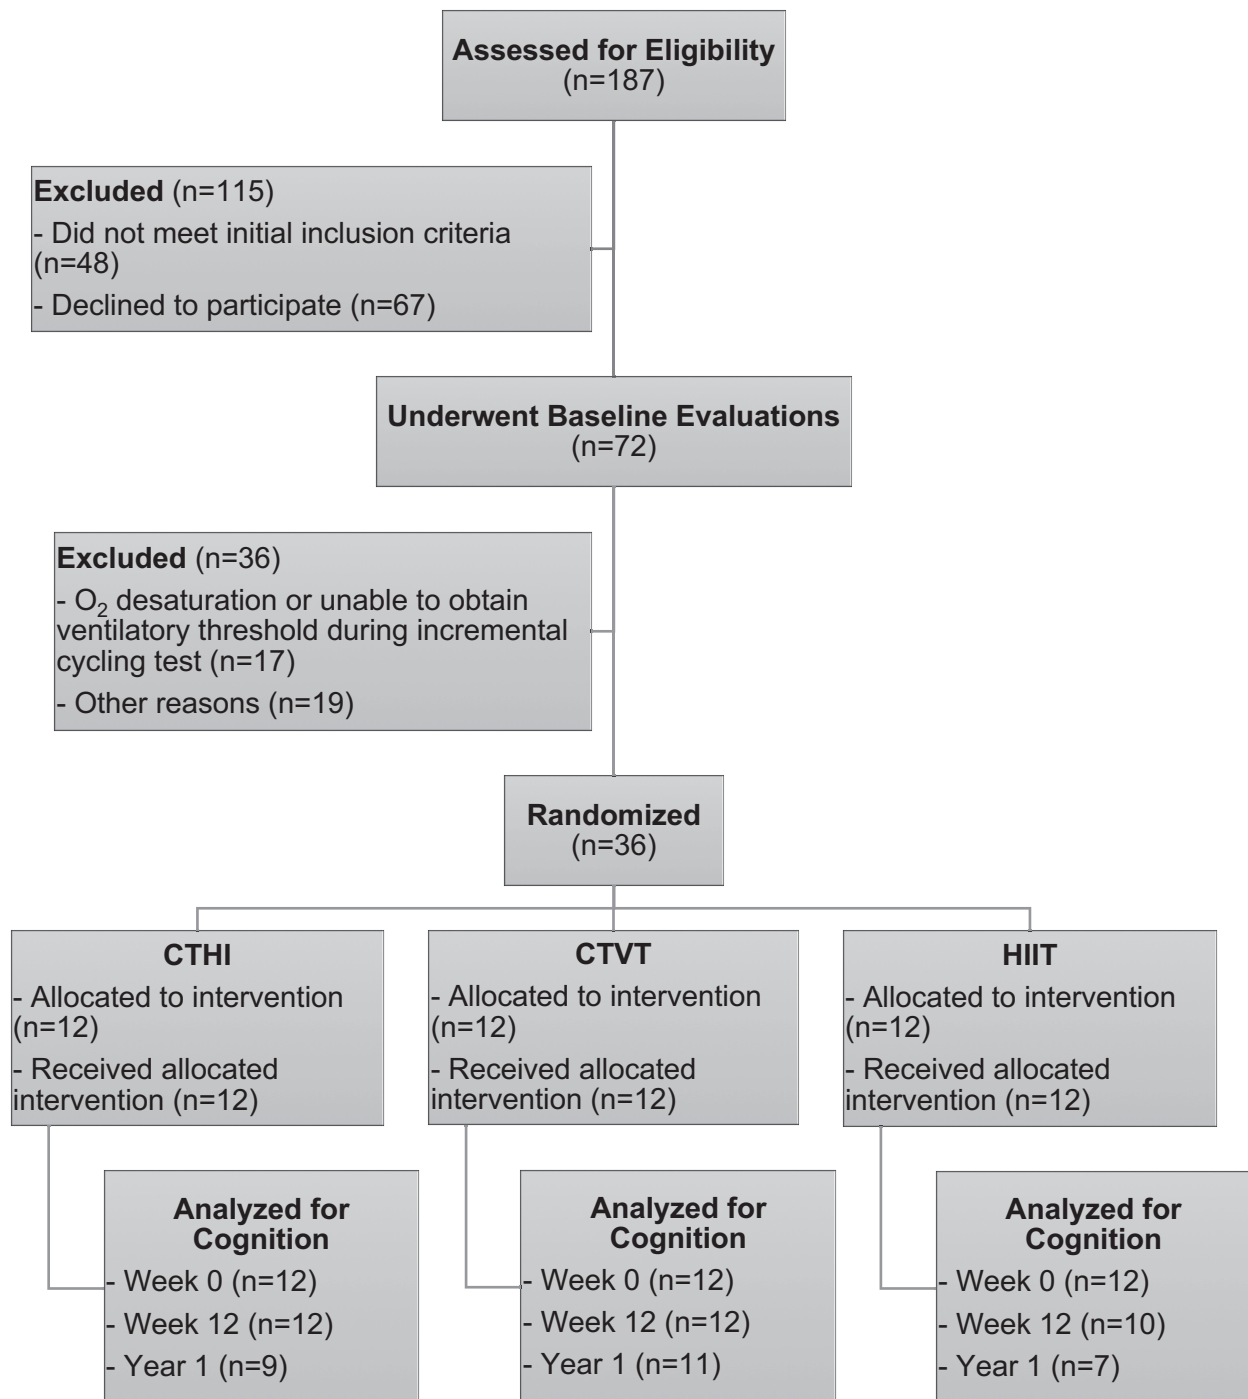 Assessed for Eligibility
(n=187)
Excluded (n=115)
- Did not meet initial inclusion criteria
(n=48)
- Declined to participate (n=67)
Underwent Baseline Evaluations
(n=72)
Excluded (n=36)
- O₂ desaturation or unable to obtain
ventilatory threshold during incremental
cycling test (n=17)
- Other reasons (n=19)
Randomized
(n=36)
CTHI
- Allocated to intervention
(n=12)
- Received allocated
intervention (n=12)
CTVT
- Allocated to intervention
(n=12)
- Received allocated
intervention (n=12)
HIIT
- Allocated to intervention
(n=12)
- Received allocated
intervention (n=12)
Analyzed for
Cognition
- Week 0 (n=12)
- Week 12 (n=12)
- Year 1 (n=9)
Analyzed for
Cognition
- Week 0 (n=12)
- Week 12 (n=12)
- Year 1 (n=11)
Analyzed for
Cognition
- Week 0 (n=12)
- Week 12 (n=10)
- Year 1 (n=7)